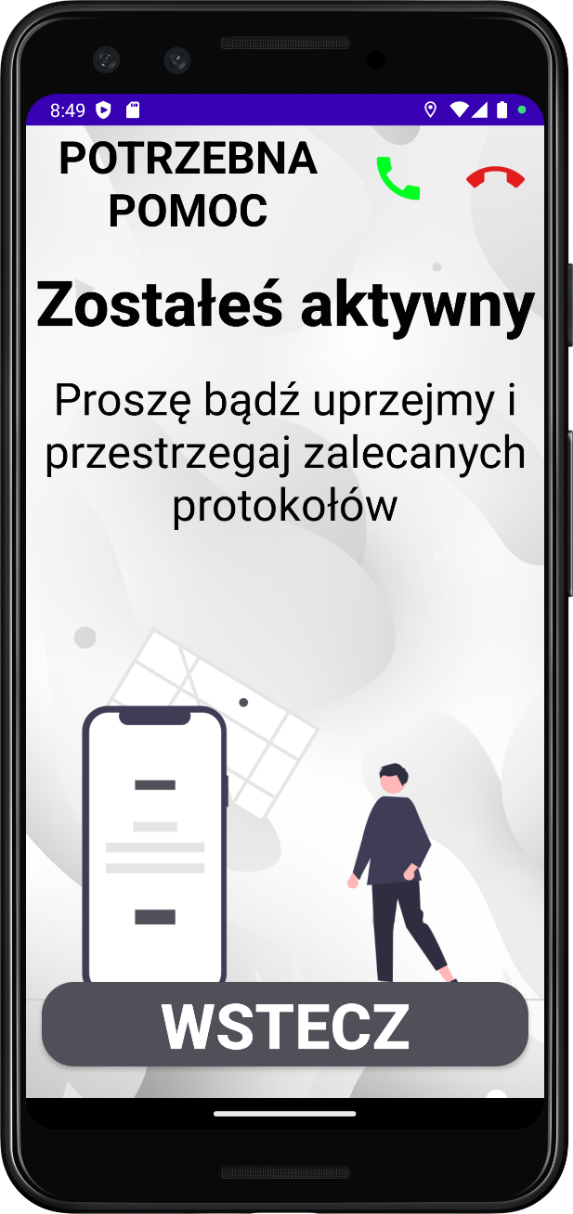 8:49
POTRZEBNA
POMOC
Zostałeś aktywny
Proszę bądź uprzejmy i
przestrzegaj zalecanych
protokołów
WSTECZ